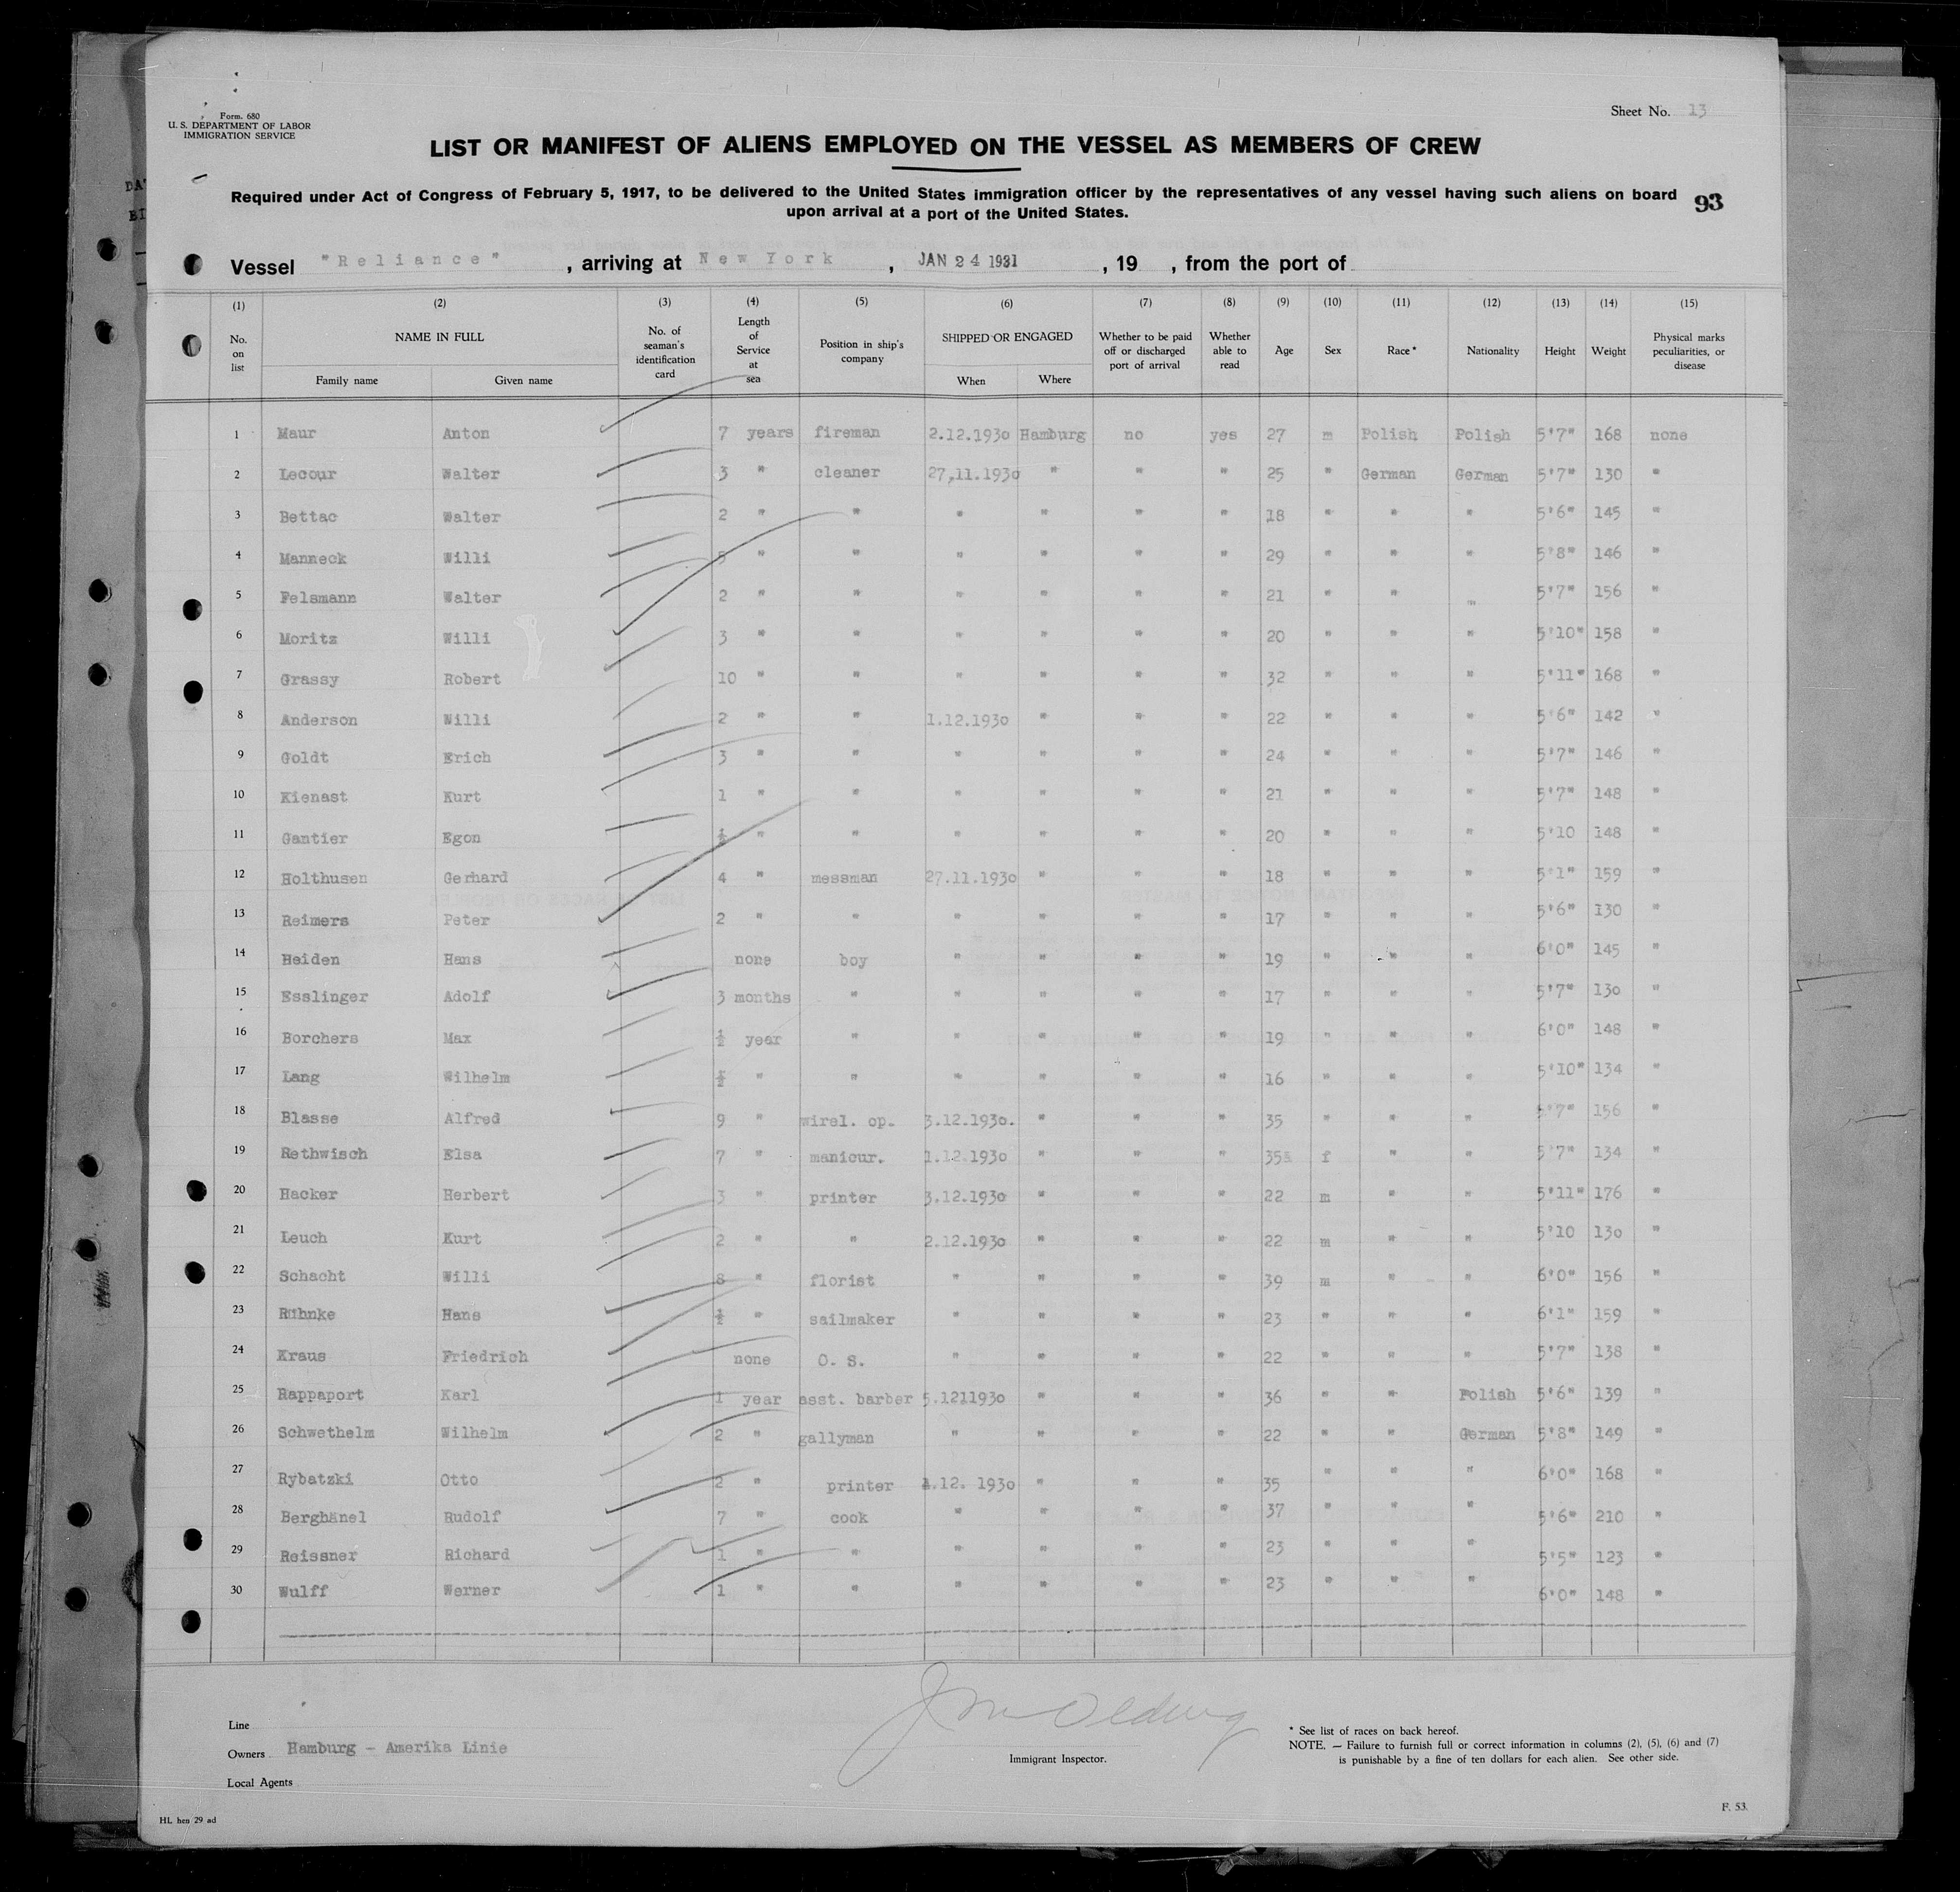 Form. 680
U. S. DEPARTMENT OF LABOR
IMMIGRATION SERVICE
Sheet No. 13
LIST OR MANIFEST OF ALIENS EMPLOYED ON THE VESSEL AS MEMBERS OF CREW
Required under Act of Congress of February 5, 1917, to be delivered to the United States immigration officer by the representatives of any vessel having such aliens on board
upon arrival at a port of the United States.
93
Vessel "Reliance" , arriving at New York , JAN 24 1931 , 19 , from the port of
(1) (2) (3) (4) (5) (6) (7) (8) (9) (10) (11) (12) (13) (14) (15)
No. on list NAME IN FULL No. of seaman's identification card Length of Service at sea Position in ship's company SHIPPED OR ENGAGED Whether to be paid off or discharged port of arrival Whether able to read Age Sex Race* Nationality Height Weight Physical marks peculiarities, or disease
Family name Given name When Where
1 Maur Anton 7 years fireman 2.12.1930 Hamburg no yes 27 m Polish Polish 5'7" 168 none
2 Lecour Walter 3 " cleaner 27,11.1930 " " " 25 " German German 5'7" 130 "
3 Bettac Walter 2 " " " " " " 18 " " " 5'6" 145 "
4 Manneck Willi 5 " " " " " " 29 " " " 5'8" 146 "
5 Felsmann Walter 2 " " " " " " 21 " " " 5'7" 156 "
6 Moritz Willi 3 " " " " " " 20 " " " 5'10" 158 "
7 Grassy Robert 10 " " " " " " 32 " " " 5'11" 168 "
8 Anderson Willi 2 " " 1.12.1930 " " " 22 " " " 5'6" 142 "
9 Goldt Erich 3 " " " " " " 24 " " " 5'7" 146 "
10 Kienast Kurt 1 " " " " " " 21 " " " 5'7" 148 "
11 Gantier Egon ½ " " " " " " 20 " " " 5'10 148 "
12 Holthusen Gerhard 4 " messman 27.11.1930 " " " 18 " " " 5'1" 159 "
13 Reimers Peter 2 " " " " " " 17 " " " 5'6" 130 "
14 Heiden Hans none boy " " " " 19 " " " 6'0" 145 "
15 Esslinger Adolf 3 months " " " " " 17 " " " 5'7" 130 "
16 Borchers Max ½ year " " " " " 19 " " " 6'0" 148 "
17 Lang Wilhelm ½ " " " " " " 16 " " " 5'10" 134 "
18 Blasse Alfred 9 " wirel. op. 3.12.1930. " " " 35 " " " 5'7" 156 "
19 Rethwisch Elsa 7 " manicur. 1.12.1930 " " " 35 f " " 5'7" 134 "
20 Hacker Herbert 3 " printer 3.12.1930 " " " 22 m " " 5'11" 176 "
21 Leuch Kurt 2 " " 2.12.1930 " " " 22 m " " 5'10 130 "
22 Schacht Willi 8 " florist " " " " 39 m " " 6'0" 156 "
23 Rühnke Hans ½ " sailmaker " " " " 23 " " " 6'1" 159 "
24 Kraus Friedrich none O. S. " " " " 22 " " " 5'7" 138 "
25 Rappaport Karl 1 year asst. barber 5.1211930 " " " 36 " " Polish 5'6" 139 "
26 Schwethelm Wilhelm 2 " gallyman " " " " 22 " " German 5'8" 149 "
27 Rybatzki Otto 2 " printer 4.12. 1930 " " " 35 " " " 6'0" 168 "
28 Berghänel Rudolf 7 " cook " " " " 37 " " " 5'6" 210 "
29 Reissner Richard 1 " " " " " " 23 " " " 5'5" 123 "
30 Wulff Werner 1 " " " " " " 23 " " " 6'0" 148 "
Line
Owners Hamburg - Amerika Linie
Local Agents
Immigrant Inspector.
* See list of races on back hereof.
NOTE. — Failure to furnish full or correct information in columns (2), (5), (6) and (7)
is punishable by a fine of ten dollars for each alien. See other side.
HL hen 29 ad
F. 53.